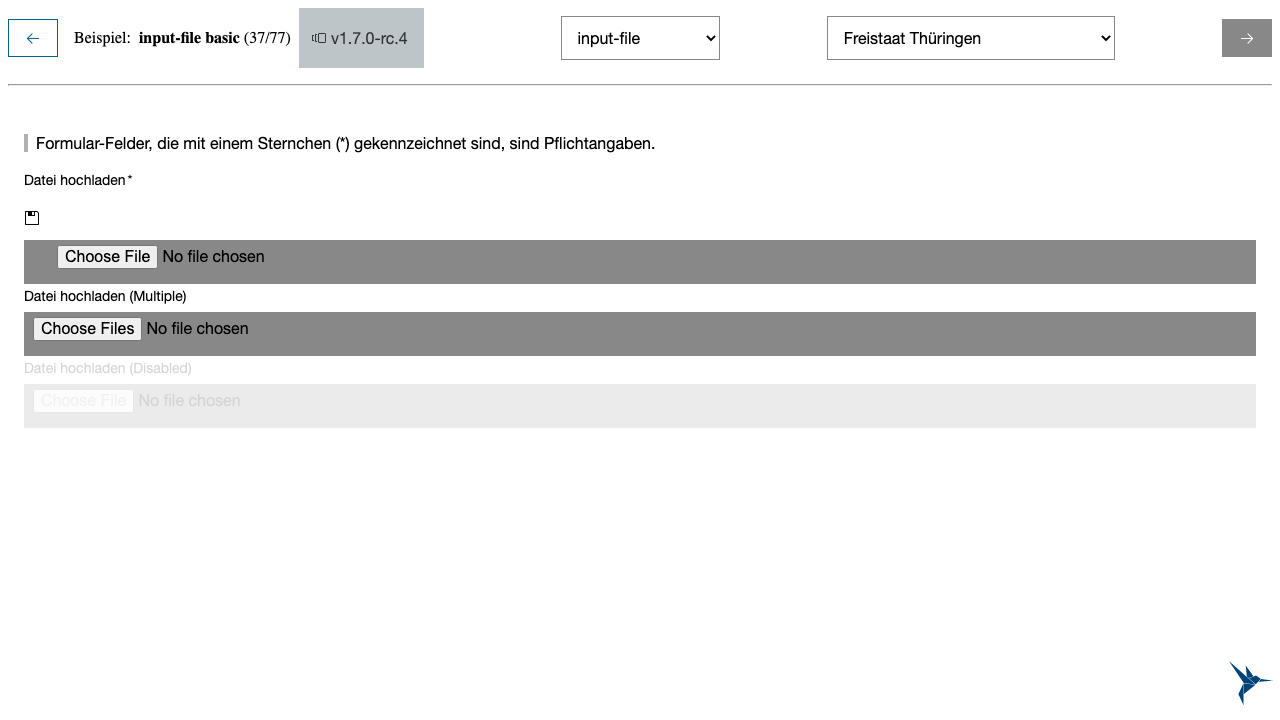 Beispiel: input-file basic (37/77) v1.7.0-rc.4 input-file Freistaat Thüringen
Formular-Felder, die mit einem Sternchen (*) gekennzeichnet sind, sind Pflichtangaben.
Datei hochladen*
Choose File No file chosen
Datei hochladen (Multiple)
Choose Files No file chosen
Datei hochladen (Disabled)
Choose File No file chosen